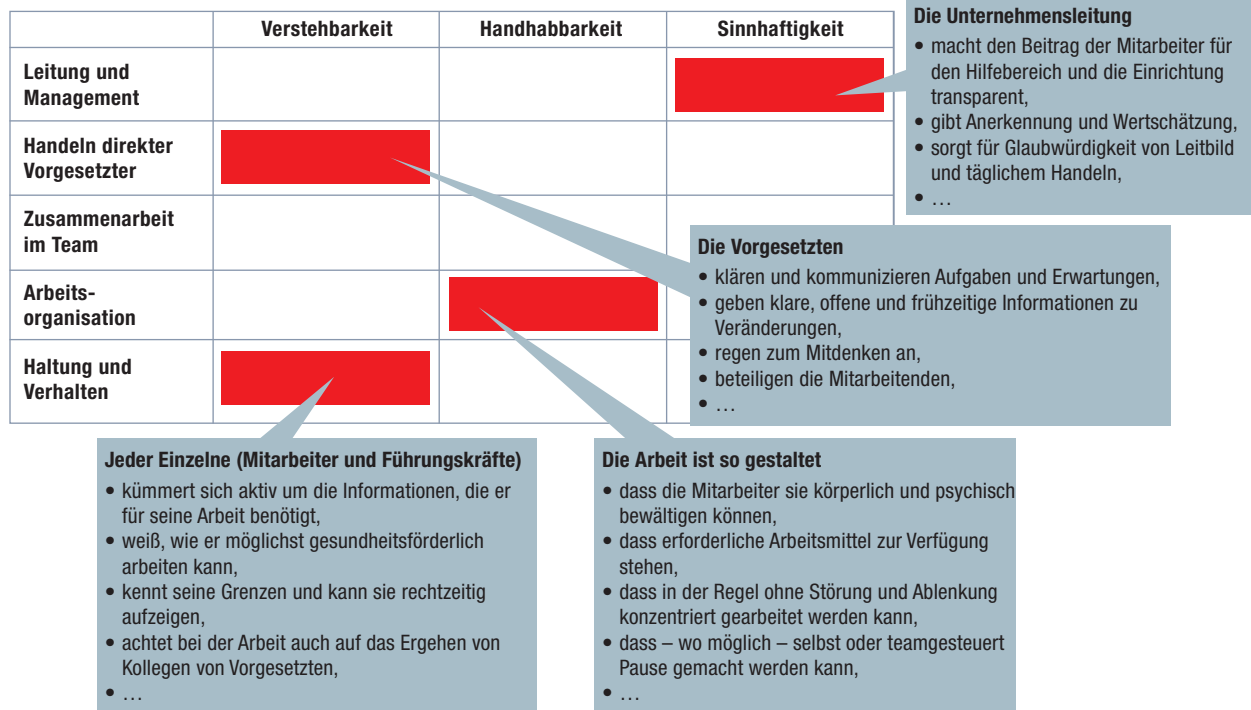 Verstehbarkeit
Handhabbarkeit
Sinnhaftigkeit
Leitung und
Management
Handeln direkter
Vorgesetzter
Zusammenarbeit
im Team
Arbeits-
organisation
Haltung und
Verhalten
Die Unternehmensleitung
• macht den Beitrag der Mitarbeiter für
den Hilfebereich und die Einrichtung
transparent,
• gibt Anerkennung und Wertschätzung,
• sorgt für Glaubwürdigkeit von Leitbild
und täglichem Handeln,
• …
Die Vorgesetzten
• klären und kommunizieren Aufgaben und Erwartungen,
• geben klare, offene und frühzeitige Informationen zu
Veränderungen,
• regen zum Mitdenken an,
• beteiligen die Mitarbeitenden,
• …
Jeder Einzelne (Mitarbeiter und Führungskräfte)
• kümmert sich aktiv um die Informationen, die er
für seine Arbeit benötigt,
• weiß, wie er möglichst gesundheitsförderlich
arbeiten kann,
• kennt seine Grenzen und kann sie rechtzeitig
aufzeigen,
• achtet bei der Arbeit auch auf das Ergehen von
Kollegen von Vorgesetzten,
• …
Die Arbeit ist so gestaltet
• dass die Mitarbeiter sie körperlich und psychisch
bewältigen können,
• dass erforderliche Arbeitsmittel zur Verfügung
stehen,
• dass in der Regel ohne Störung und Ablenkung
konzentriert gearbeitet werden kann,
• dass – wo möglich – selbst oder teamgesteuert
Pause gemacht werden kann,
• …